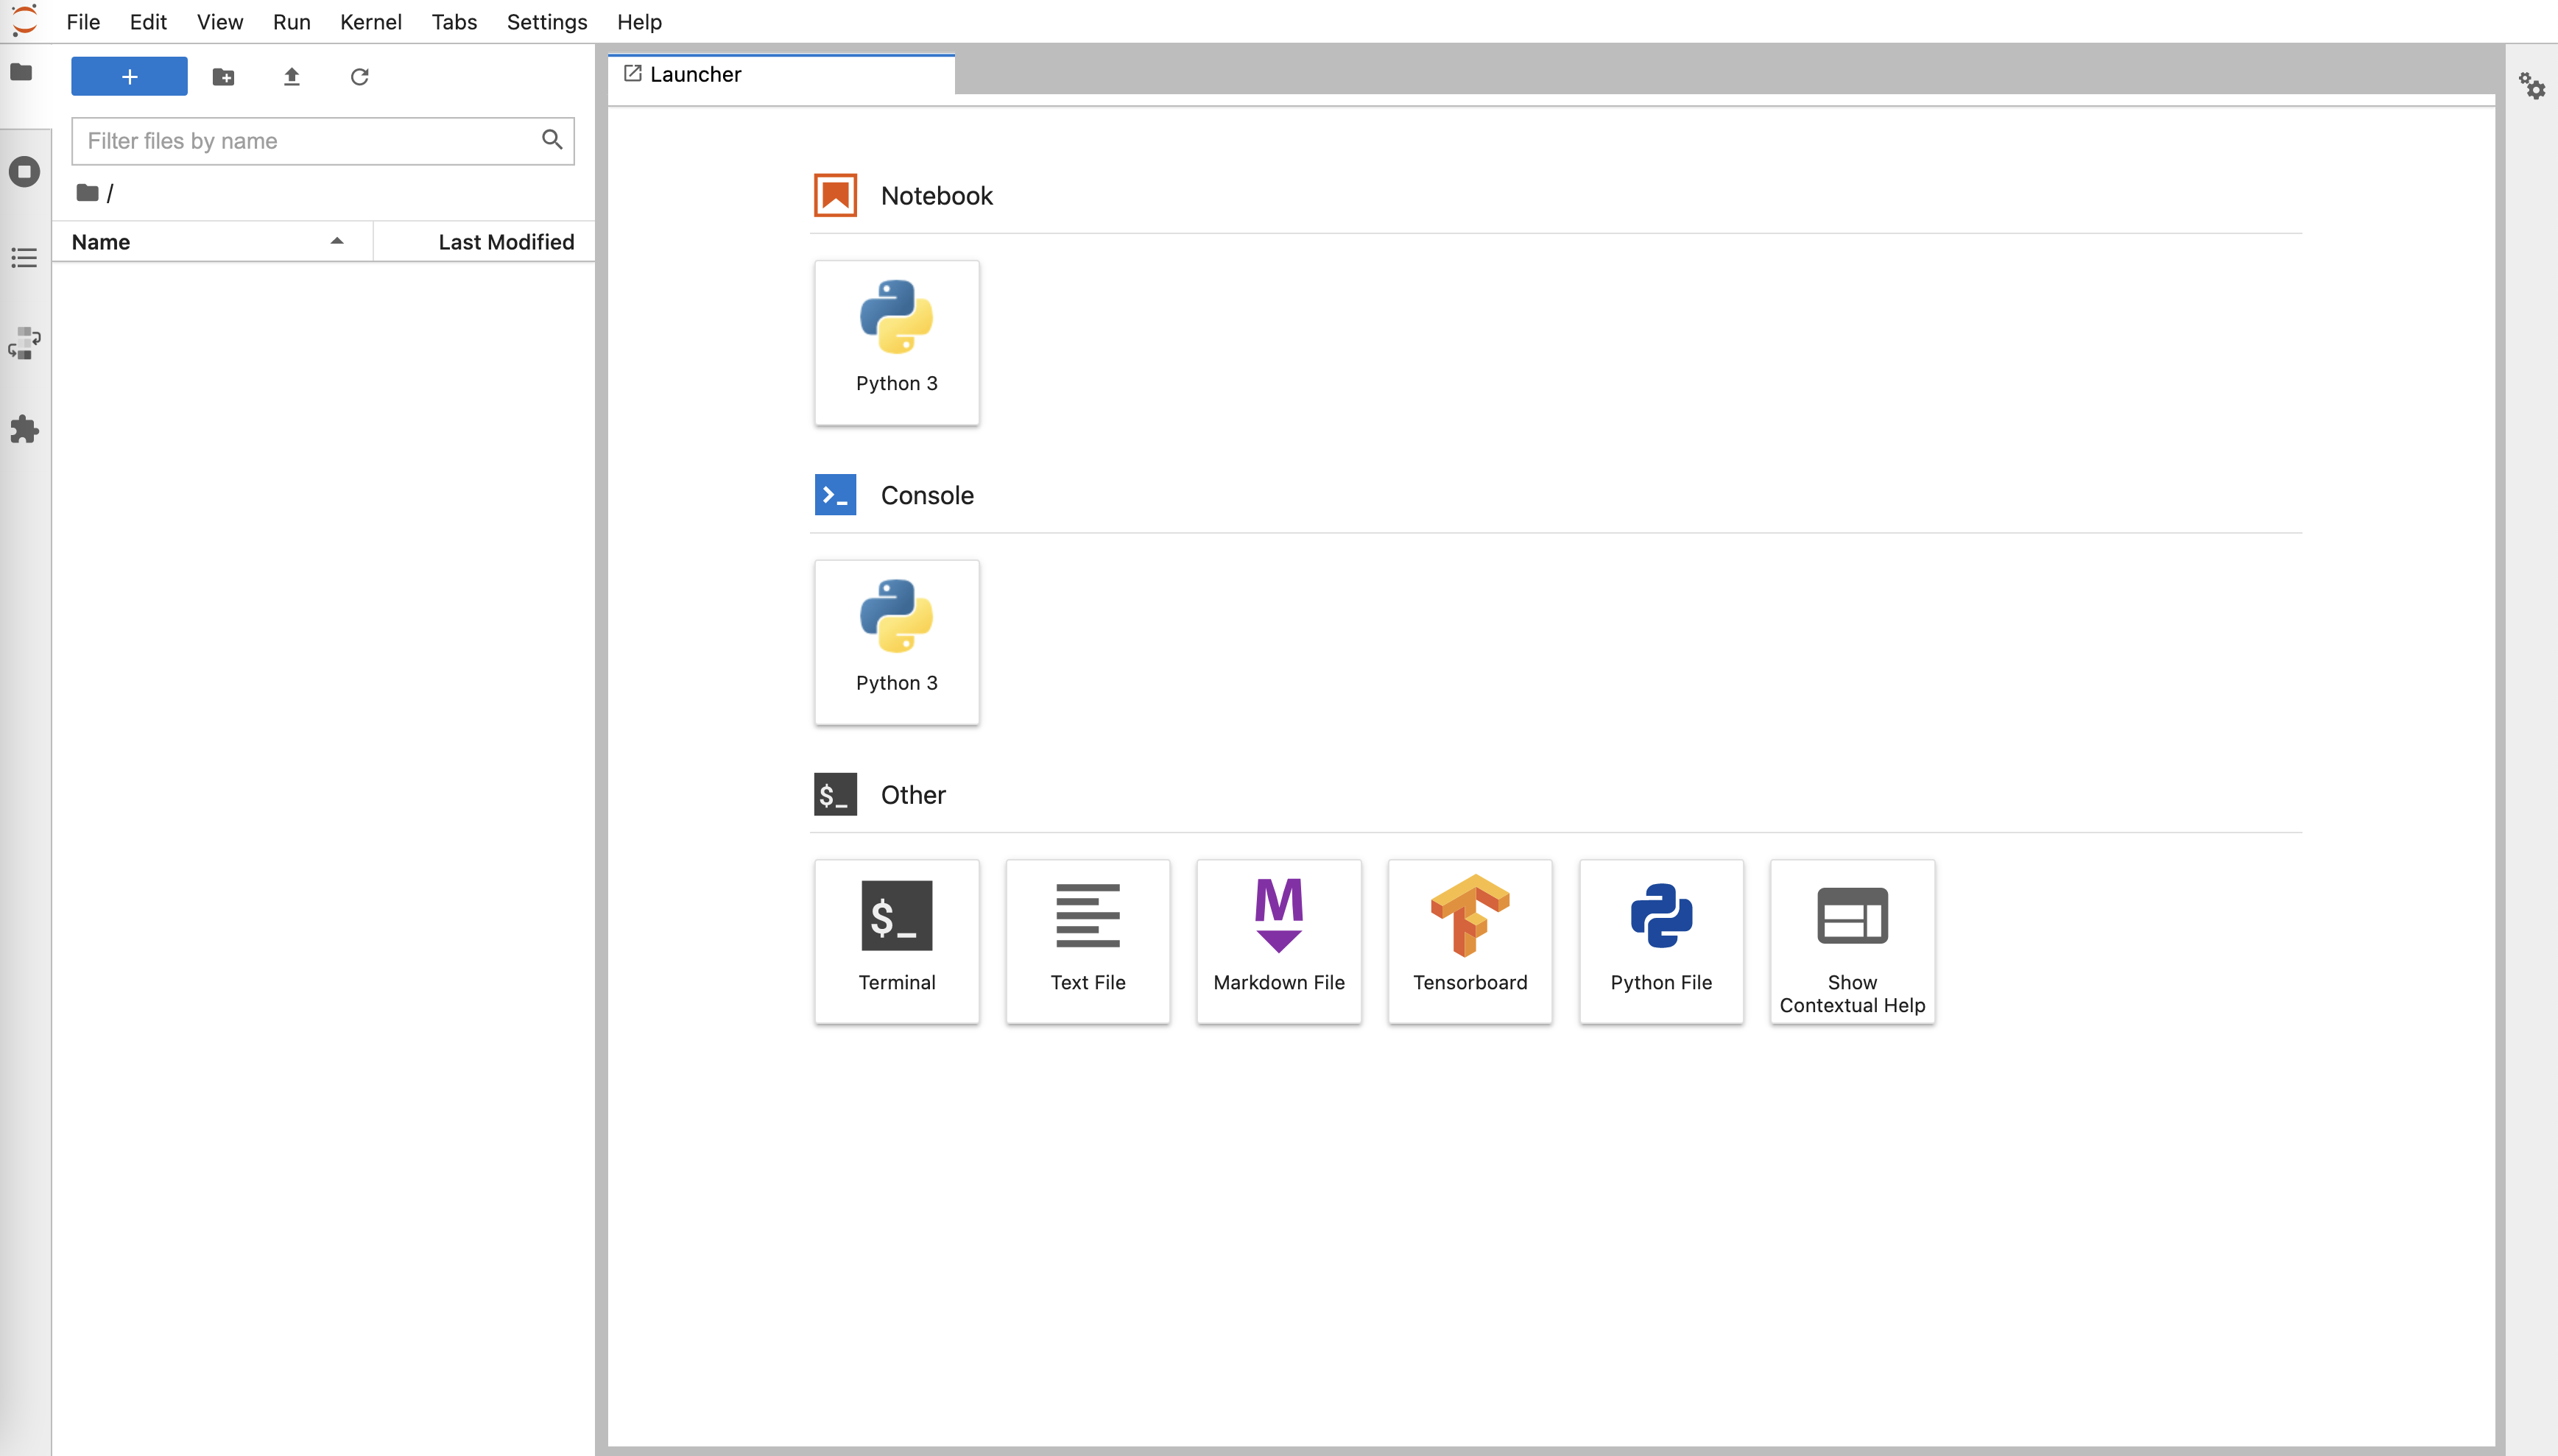 File Edit View Run Kernel Tabs Settings Help
+
Filter files by name
/
Name Last Modified
Launcher
Notebook
Python 3
>_ Console
Python 3
$_ Other
$_
Terminal
Text File
M
Markdown File
Tensorboard
Python File
Show
Contextual Help